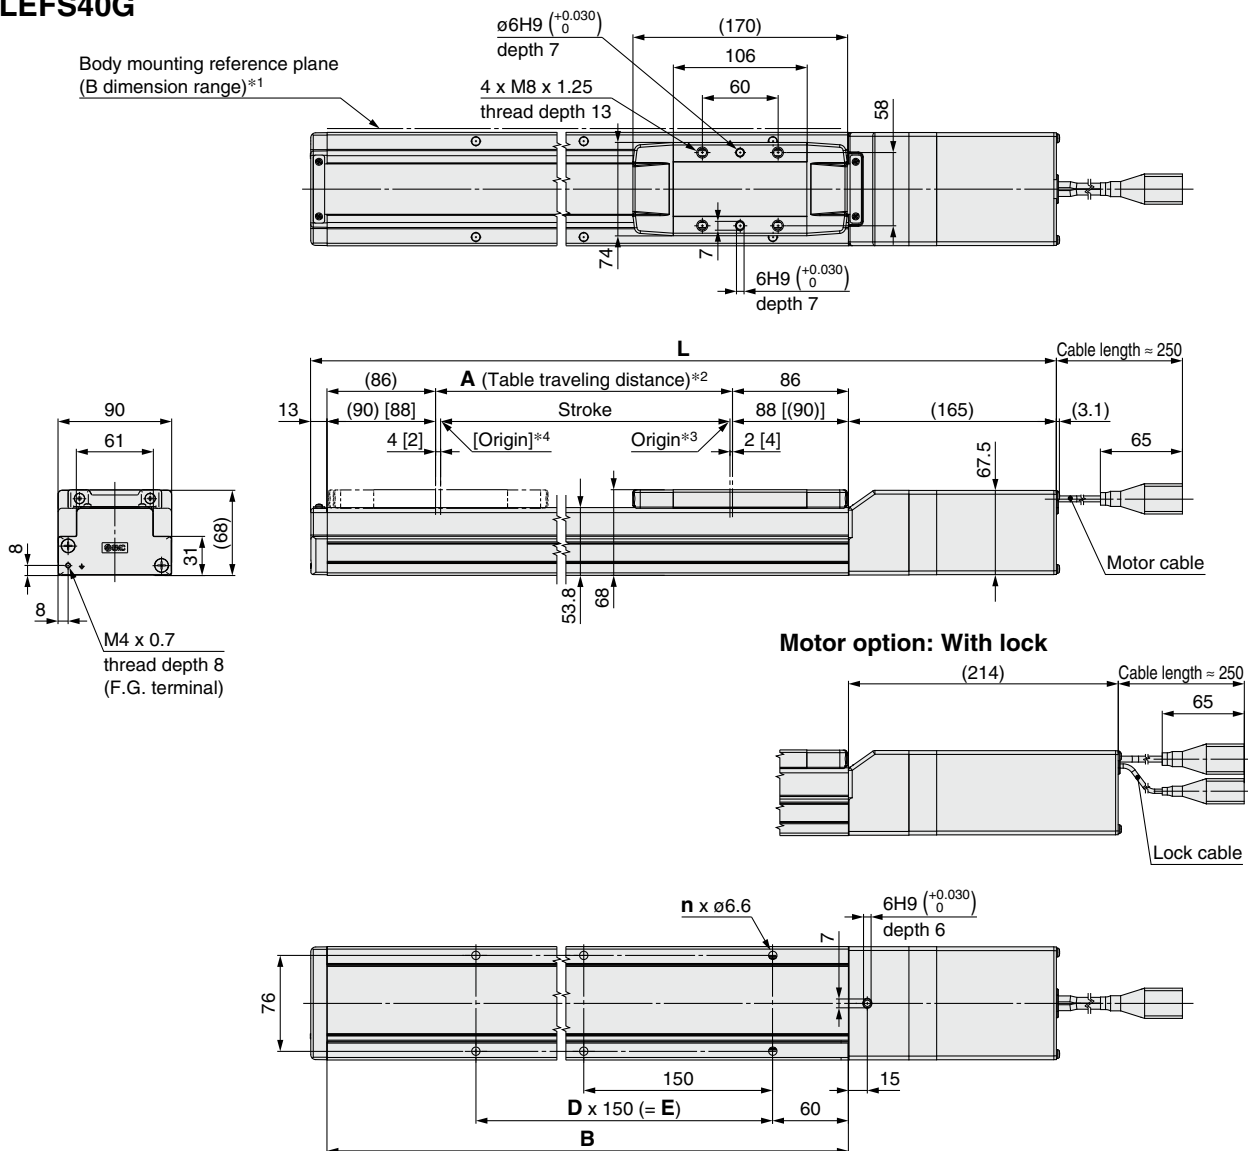 LEFS40G
ø6H9 (+0.030 0)
depth 7
(170)
Body mounting reference plane
(B dimension range)*1
106
4 x M8 x 1.25
thread depth 13
60
58
74
7
6H9 (+0.030 0)
depth 7
L
Cable length ≈ 250
(86)
A (Table traveling distance)*2
86
90
13
(90) [88]
Stroke
88 [(90)]
(165)
(3.1)
61
4 [2]
[Origin]*4
Origin*3
2 [4]
67.5
65
8
31
(68)
53.8
68
Motor cable
8
M4 x 0.7
thread depth 8
(F.G. terminal)
Motor option: With lock
(214)
Cable length ≈ 250
65
Lock cable
n x ø6.6
6H9 (+0.030 0)
depth 6
7
76
150
15
D x 150 (= E)
60
B